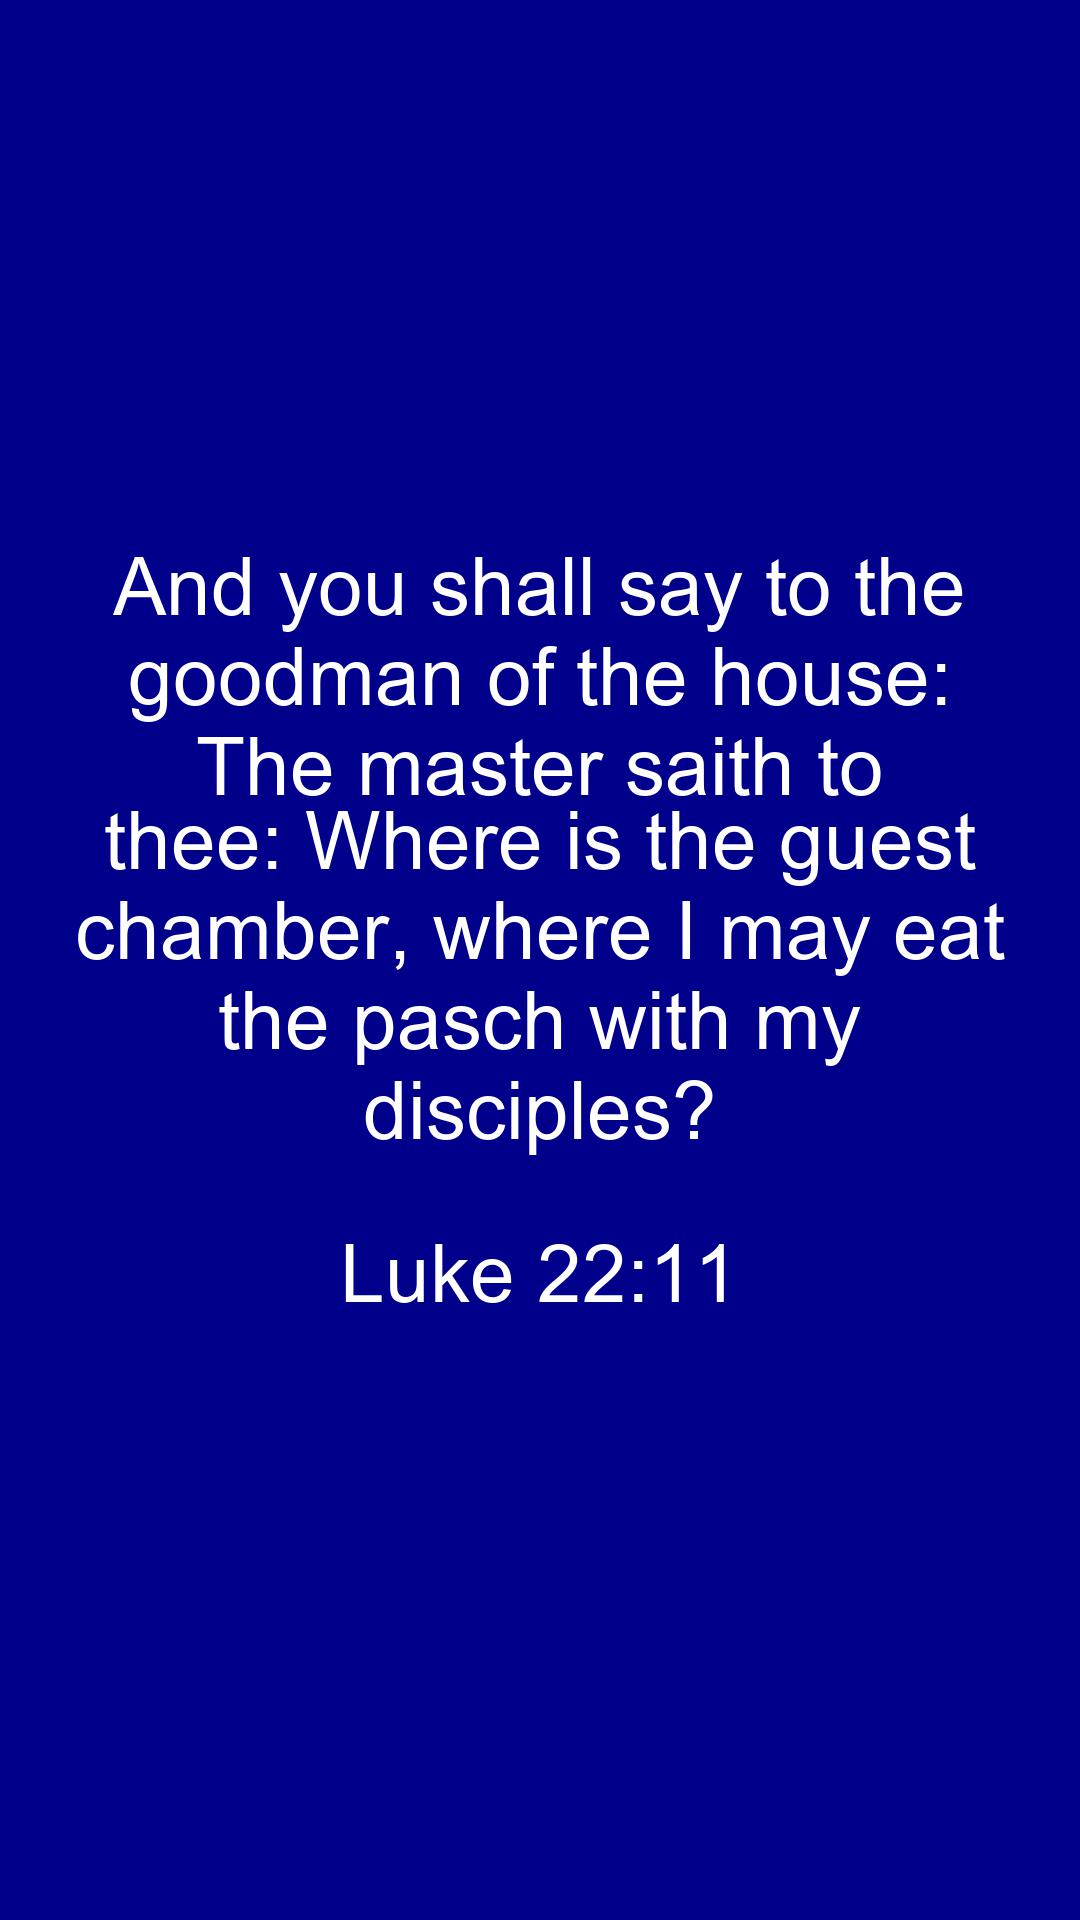 And you shall say to the
goodman of the house:
The master saith to
thee: Where is the guest
chamber, where I may eat
the pasch with my
disciples?
Luke 22:11